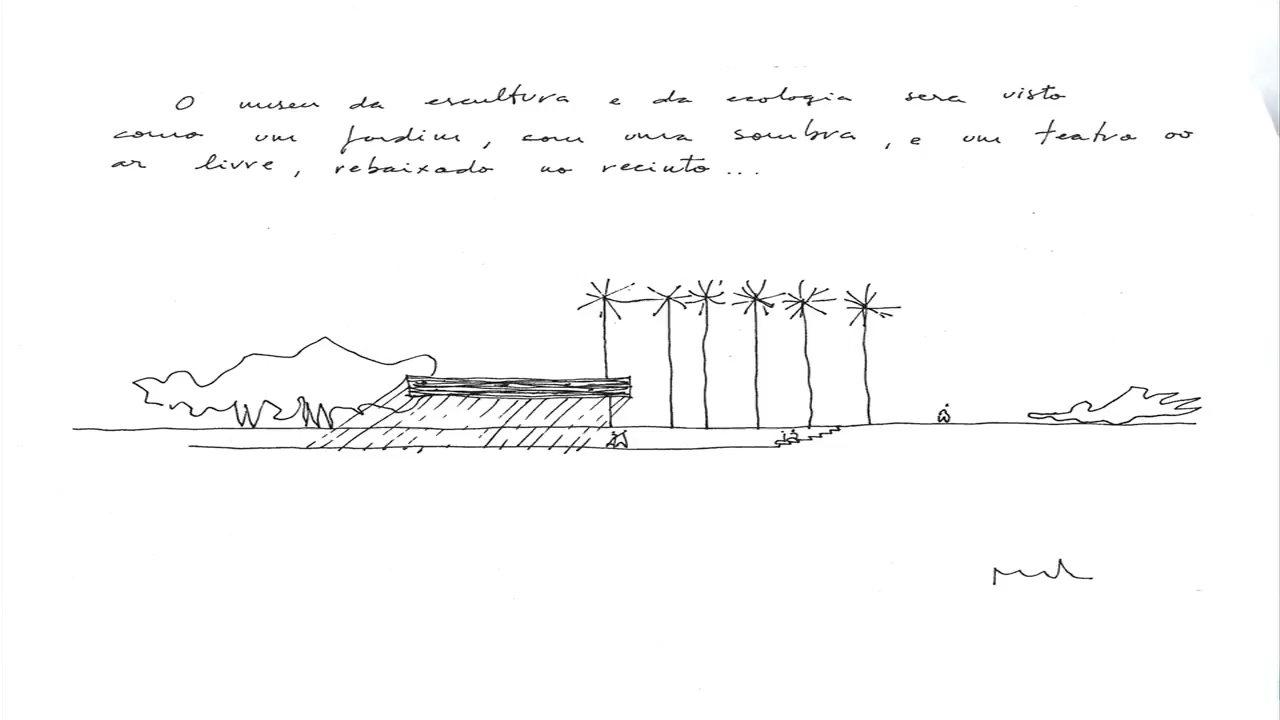 O museu da escultura e da ecologia será visto
como um jardim, com uma sombra, e um teatro ao
ar livre, rebaixado no recinto...